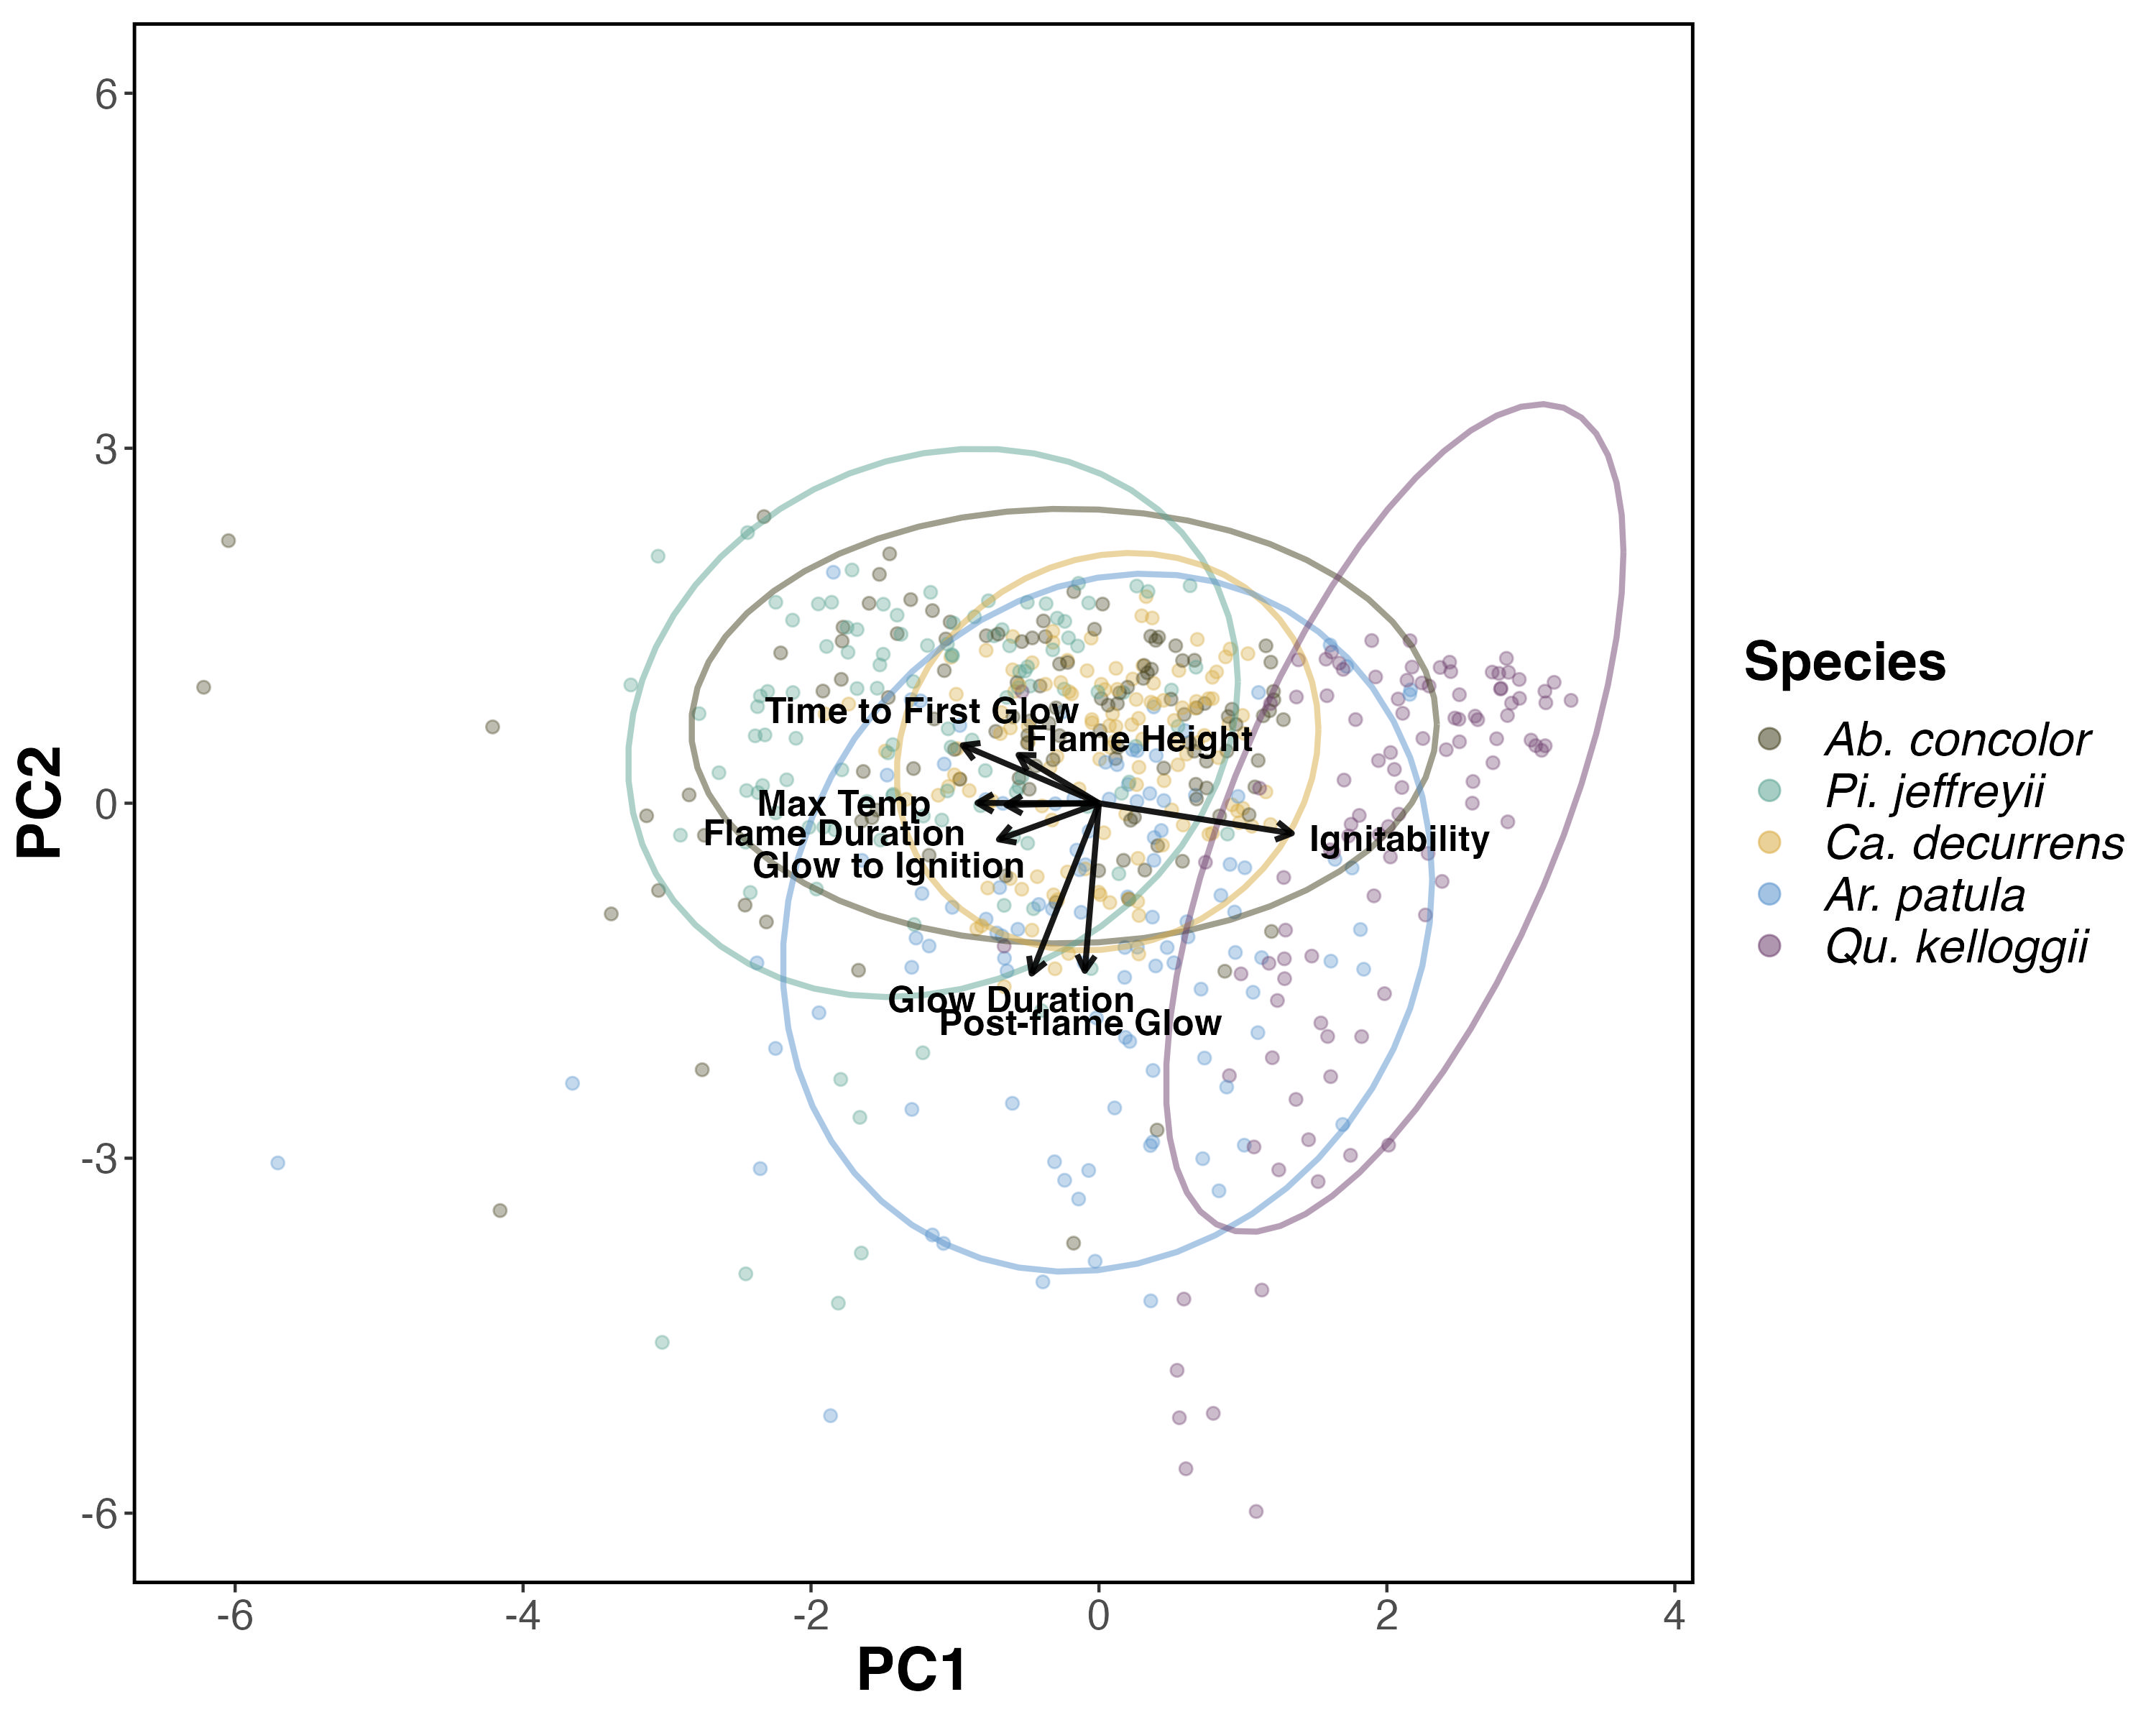 6
3
0
-3
-6
PC2
Time to First Glow
Flame Height
Max Temp
Flame Duration
Ignitability
Glow to Ignition
Glow Duration
Post-flame Glow
-6
-4
-2
0
2
4
PC1
Species
Ab. concolor
Pi. jeffreyii
Ca. decurrens
Ar. patula
Qu. kelloggii